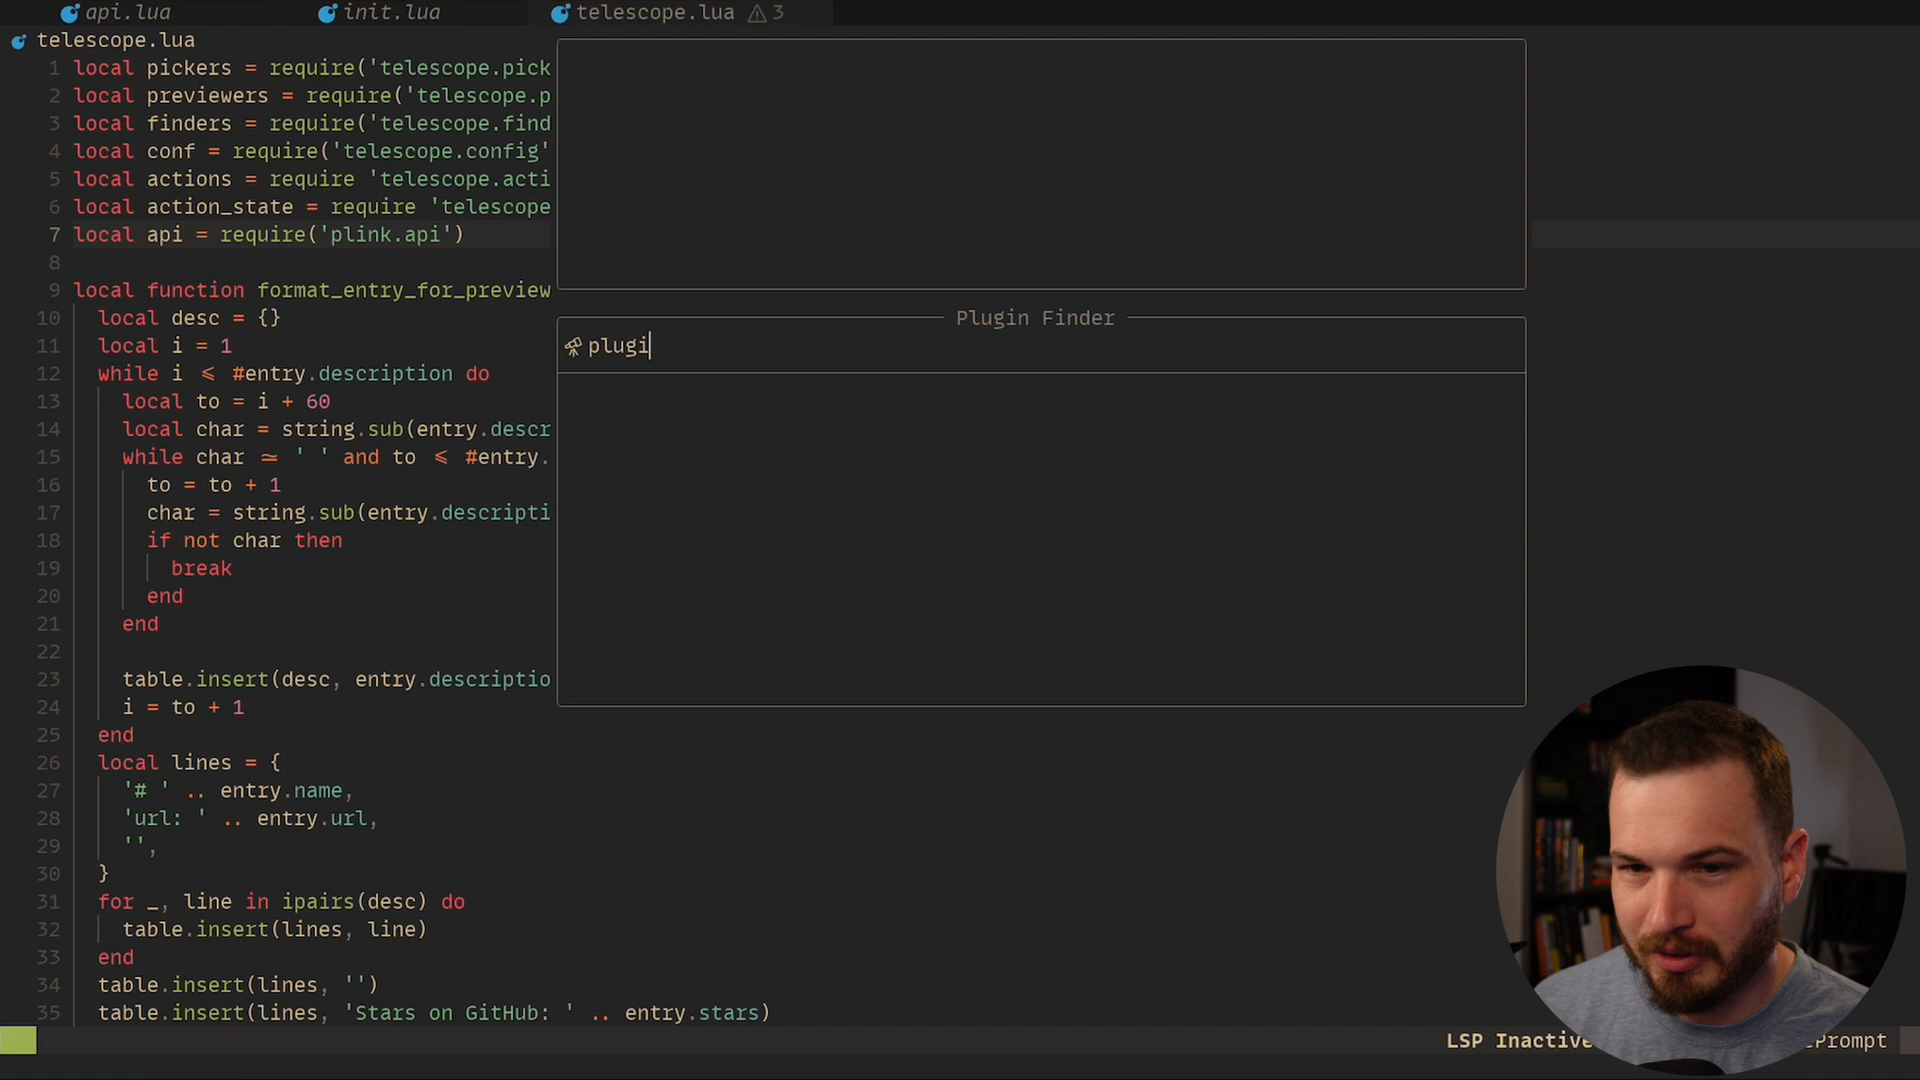 api.lua
init.lua
telescope.lua 3
telescope.lua
1 local pickers = require('telescope.pick
2 local previewers = require('telescope.p
3 local finders = require('telescope.find
4 local conf = require('telescope.config'
5 local actions = require 'telescope.acti
6 local action_state = require 'telescope
7 local api = require('plink.api')
8
9 local function format_entry_for_preview
10 local desc = {}
11 local i = 1
12 while i ⩽ #entry.description do
13 local to = i + 60
14 local char = string.sub(entry.descr
15 while char ≃ ' ' and to ⩽ #entry.
16 to = to + 1
17 char = string.sub(entry.descripti
18 if not char then
19 break
20 end
21 end
22
23 table.insert(desc, entry.descriptio
24 i = to + 1
25 end
26 local lines = {
27 '# ' .. entry.name,
28 'url: ' .. entry.url,
29 '',
30 }
31 for _, line in ipairs(desc) do
32 table.insert(lines, line)
33 end
34 table.insert(lines, '')
35 table.insert(lines, 'Stars on GitHub: ' .. entry.stars)
Plugin Finder
plugi
LSP Inactive
Prompt